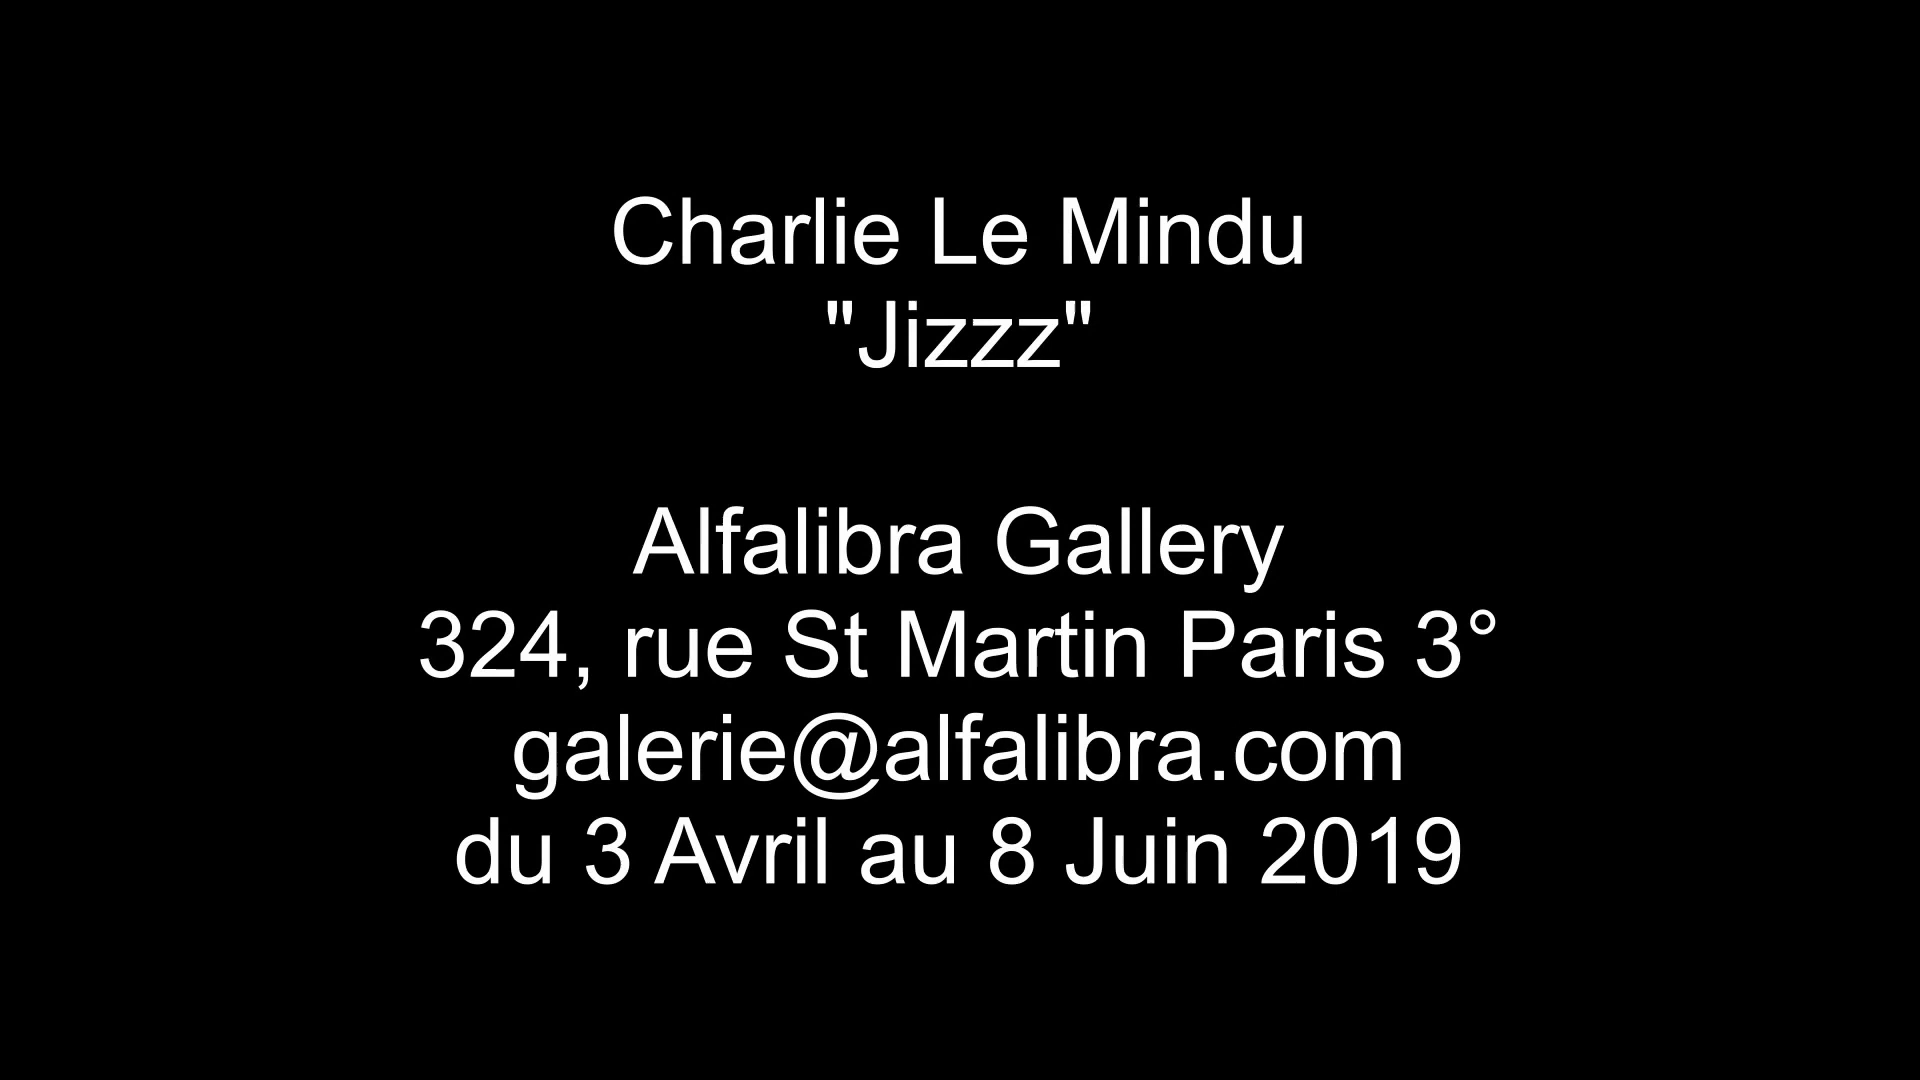 Charlie Le Mindu
"Jizzz"
Alfalibra Gallery
324, rue St Martin Paris 3°
galerie@alfalibra.com
du 3 Avril au 8 Juin 2019